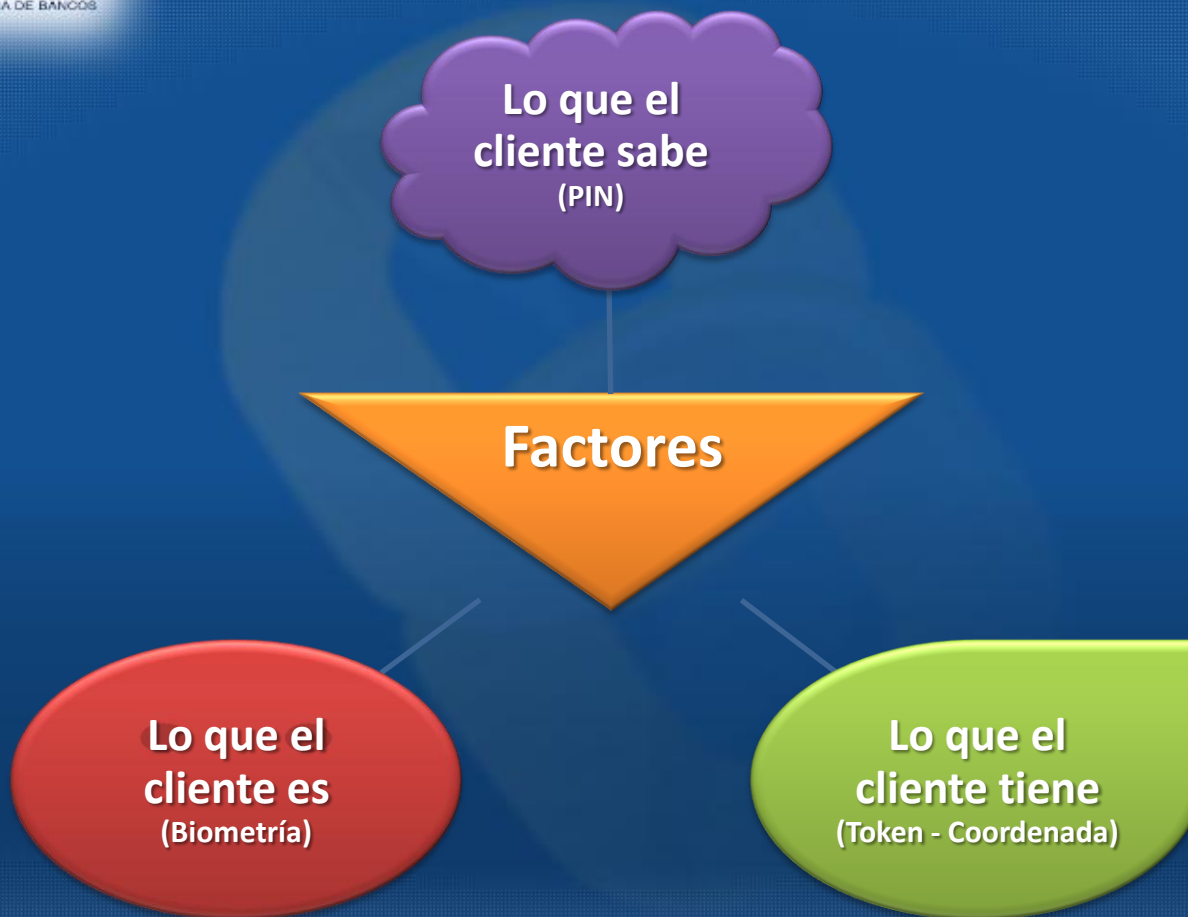 A DE BANCOS
Lo que el
cliente sabe
(PIN)
Factores
Lo que el
cliente es
(Biometría)
Lo que el
cliente tiene
(Token - Coordenada)